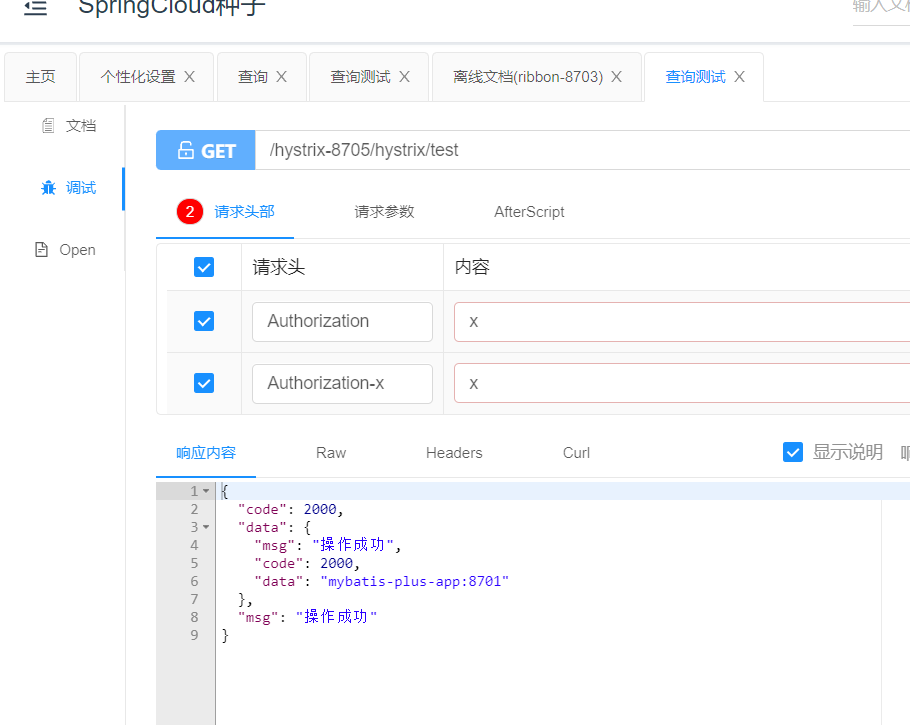 SpringCloud种子
输入文档
主页 个性化设置 X 查询 X 查询测试 X 离线文档(ribbon-8703) X 查询测试 X
文档
调试
Open
GET /hystrix-8705/hystrix/test
2 请求头部 请求参数 AfterScript
请求头 内容
Authorization x
Authorization-x x
响应内容 Raw Headers Curl 显示说明
1 {
2 "code": 2000,
3 "data": {
4 "msg": "操作成功",
5 "code": 2000,
6 "data": "mybatis-plus-app:8701"
7 },
8 "msg": "操作成功"
9 }